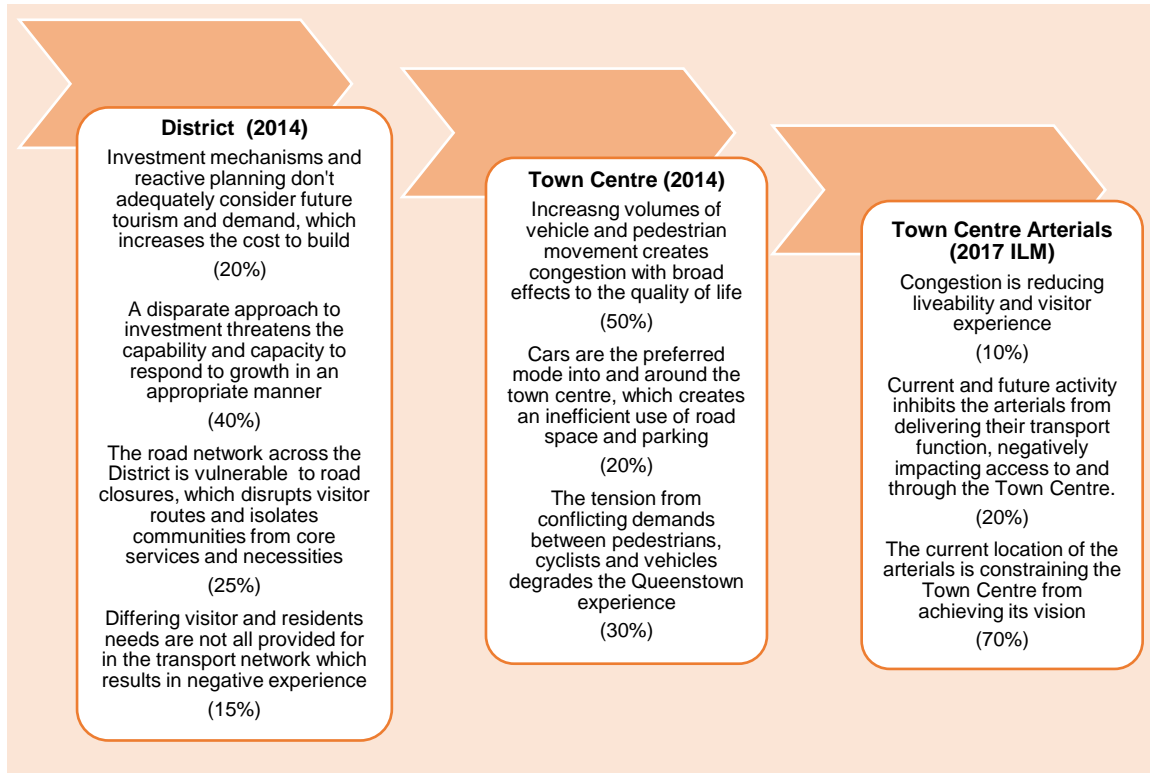 District (2014)
Investment mechanisms and
reactive planning don't
adequately consider future
tourism and demand, which
increases the cost to build
(20%)
A disparate approach to
investment threatens the
capability and capacity to
respond to growth in an
appropriate manner
(40%)
The road network across the
District is vulnerable to road
closures, which disrupts visitor
routes and isolates
communities from core
services and necessities
(25%)
Differing visitor and residents
needs are not all provided for
in the transport network which
results in negative experience
(15%)
Town Centre (2014)
Increasng volumes of
vehicle and pedestrian
movement creates
congestion with broad
effects to the quality of life
(50%)
Cars are the preferred
mode into and around the
town centre, which creates
an inefficient use of road
space and parking
(20%)
The tension from
conflicting demands
between pedestrians,
cyclists and vehicles
degrades the Queenstown
experience
(30%)
Town Centre Arterials
(2017 ILM)
Congestion is reducing
liveability and visitor
experience
(10%)
Current and future activity
inhibits the arterials from
delivering their transport
function, negatively
impacting access to and
through the Town Centre.
(20%)
The current location of the
arterials is constraining the
Town Centre from
achieving its vision
(70%)